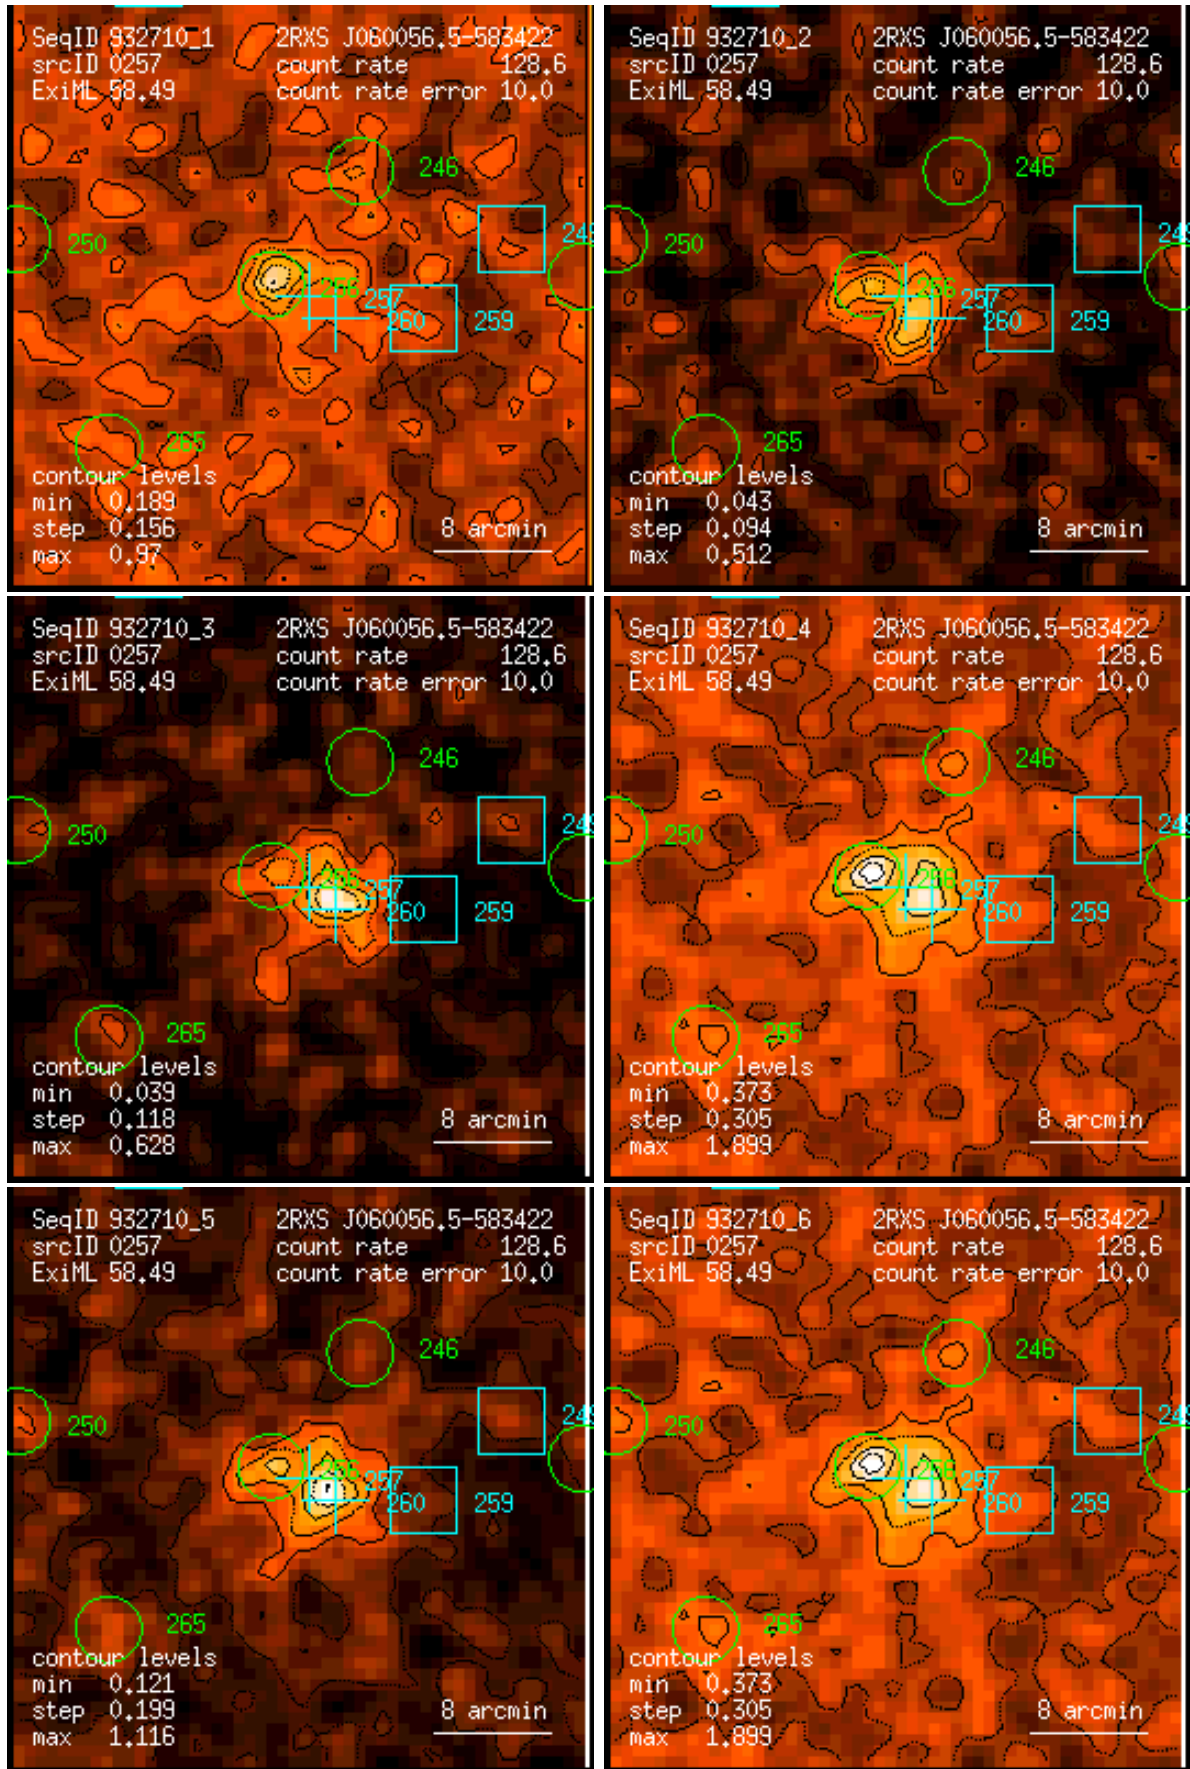 SeqID 932710_1 2RXS J060056.5-583422
srcID 0257 count rate 128.6
ExiML 58.49 count rate error 10.0
246
250
249
256
257
260
259
265
contour levels
min 0.189
step 0.156
max 0.97
8 arcmin
SeqID 932710_2 2RXS J060056.5-583422
srcID 0257 count rate 128.6
ExiML 58.49 count rate error 10.0
246
250
249
256
257
260
259
265
contour levels
min 0.043
step 0.094
max 0.512
8 arcmin
SeqID 932710_3 2RXS J060056.5-583422
srcID 0257 count rate 128.6
ExiML 58.49 count rate error 10.0
246
250
249
256
257
260
259
265
contour levels
min 0.039
step 0.118
max 0.628
8 arcmin
SeqID 932710_4 2RXS J060056.5-583422
srcID 0257 count rate 128.6
ExiML 58.49 count rate error 10.0
246
250
249
256
257
260
259
265
contour levels
min 0.373
step 0.305
max 1.899
8 arcmin
SeqID 932710_5 2RXS J060056.5-583422
srcID 0257 count rate 128.6
ExiML 58.49 count rate error 10.0
246
250
249
256
257
260
259
265
contour levels
min 0.121
step 0.199
max 1.116
8 arcmin
SeqID 932710_6 2RXS J060056.5-583422
srcID 0257 count rate 128.6
ExiML 58.49 count rate error 10.0
246
250
249
256
257
260
259
265
contour levels
min 0.373
step 0.305
max 1.899
8 arcmin